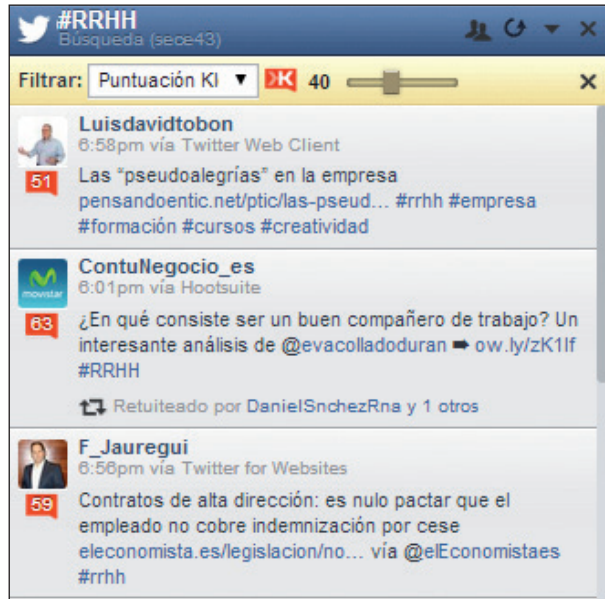 #RRHH
Búsqueda (sece43)
Filtrar: Puntuación Kl 40
Luisdavidtobon
6:58pm vía Twitter Web Client
51
Las “pseudoalegrías” en la empresa
pensandoentic.net/ptic/las-pseud... #rrhh #empresa
#formación #cursos #creatividad
ContuNegocio_es
6:01pm vía Hootsuite
movistar
63
¿En qué consiste ser un buen compañero de trabajo? Un
interesante análisis de @evacolladoduran ➡ ow.ly/zK1lf
#RRHH
Retuiteado por DanielSnchezRna y 1 otros
F_Jauregui
6:56pm vía Twitter for Websites
59
Contratos de alta dirección: es nulo pactar que el
empleado no cobre indemnización por cese
eleconomista.es/legislacion/no... vía @elEconomistaes
#rrhh